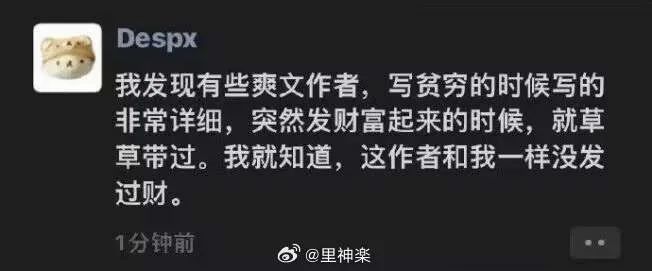 Despx
我发现有些爽文作者，写贫穷的时候写的
非常详细，突然发财富起来的时候，就草
草带过。我就知道，这作者和我一样没发
过财。
1分钟前
@里神楽